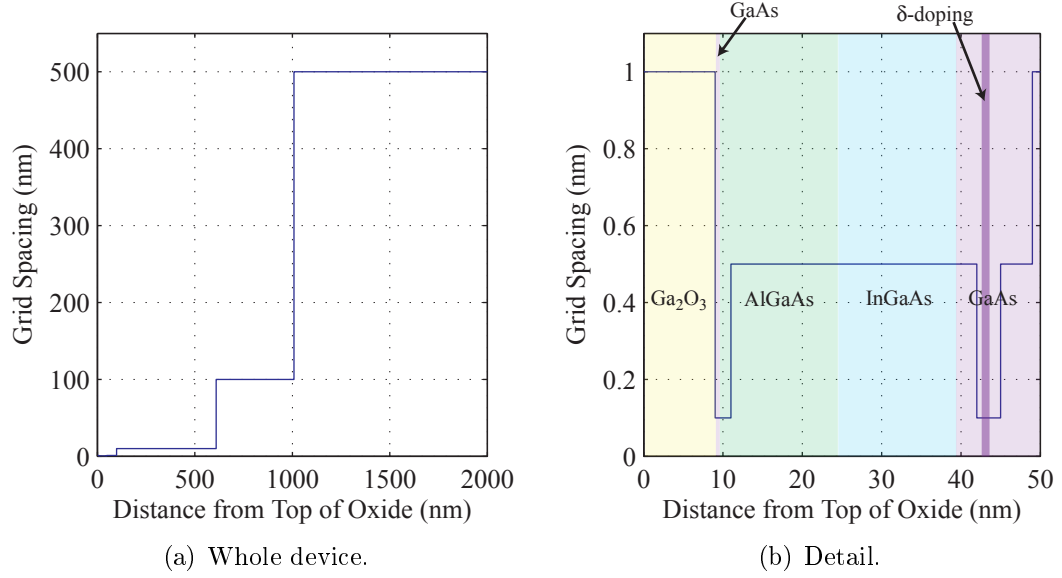 GaAs
δ-doping
500
400
300
200
100
0
Grid Spacing (nm)
0
500
1000
1500
2000
Distance from Top of Oxide (nm)
(a) Whole device.
1
0.8
0.6
0.4
0.2
0
Grid Spacing (nm)
Ga₂O₃
AlGaAs
InGaAs
GaAs
0
10
20
30
40
50
Distance from Top of Oxide (nm)
(b) Detail.